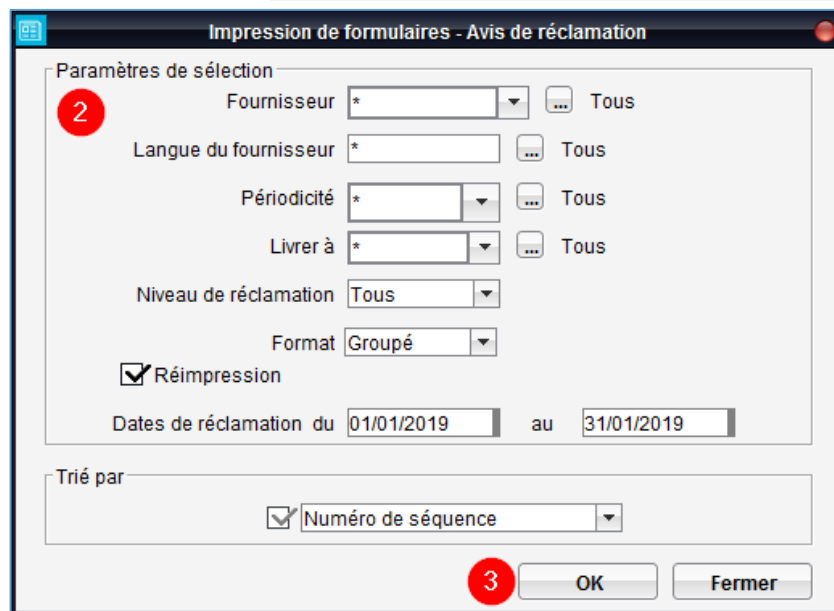 Impression de formulaires - Avis de réclamation
Paramètres de sélection
2
Fournisseur * ... Tous
Langue du fournisseur * ... Tous
Périodicité * ... Tous
Livrer à * ... Tous
Niveau de réclamation Tous
Format Groupé
Réimpression
Dates de réclamation du 01/01/2019 au 31/01/2019
Trié par
Numéro de séquence
3 OK Fermer